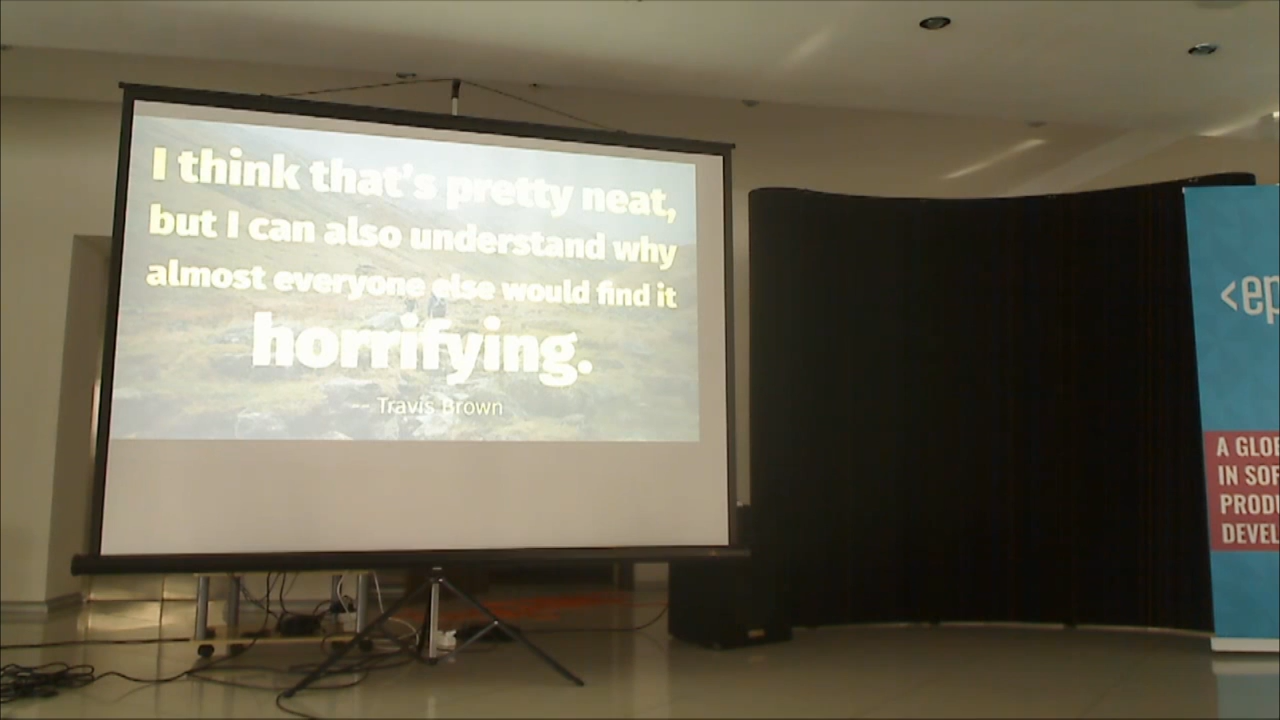 I think that's pretty neat,
but I can also understand why
almost everyone else would find it
horrifying.
-- Travis Brown
<ep
A GLO
IN SOF
PRODU
DEVEL